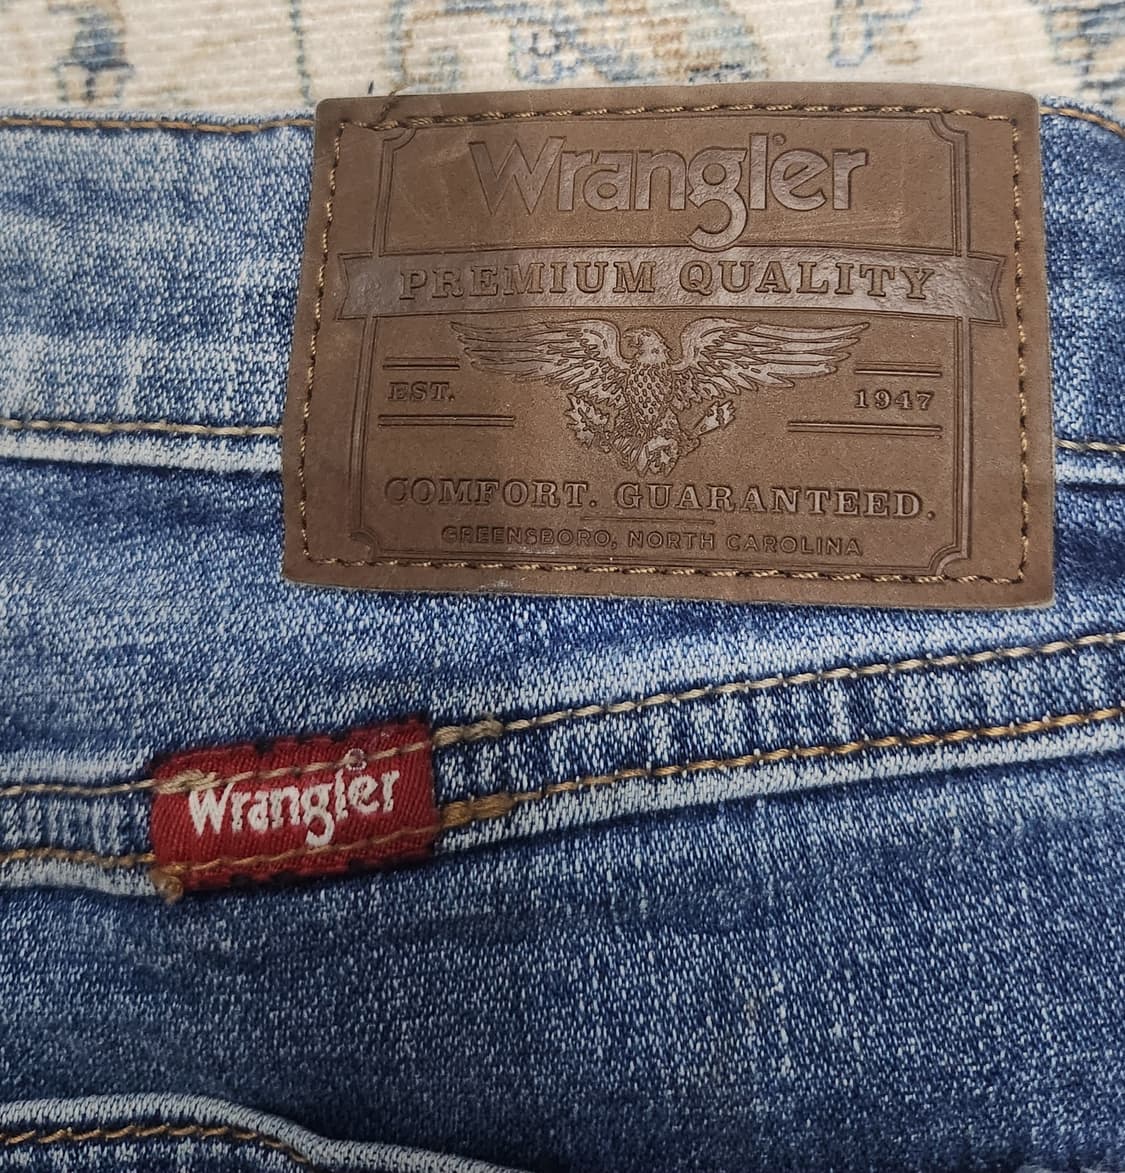 Wrangler
PREMIUM QUALITY
EST. 1947
COMFORT. GUARANTEED.
GREENSBORO, NORTH CAROLINA
Wrangler